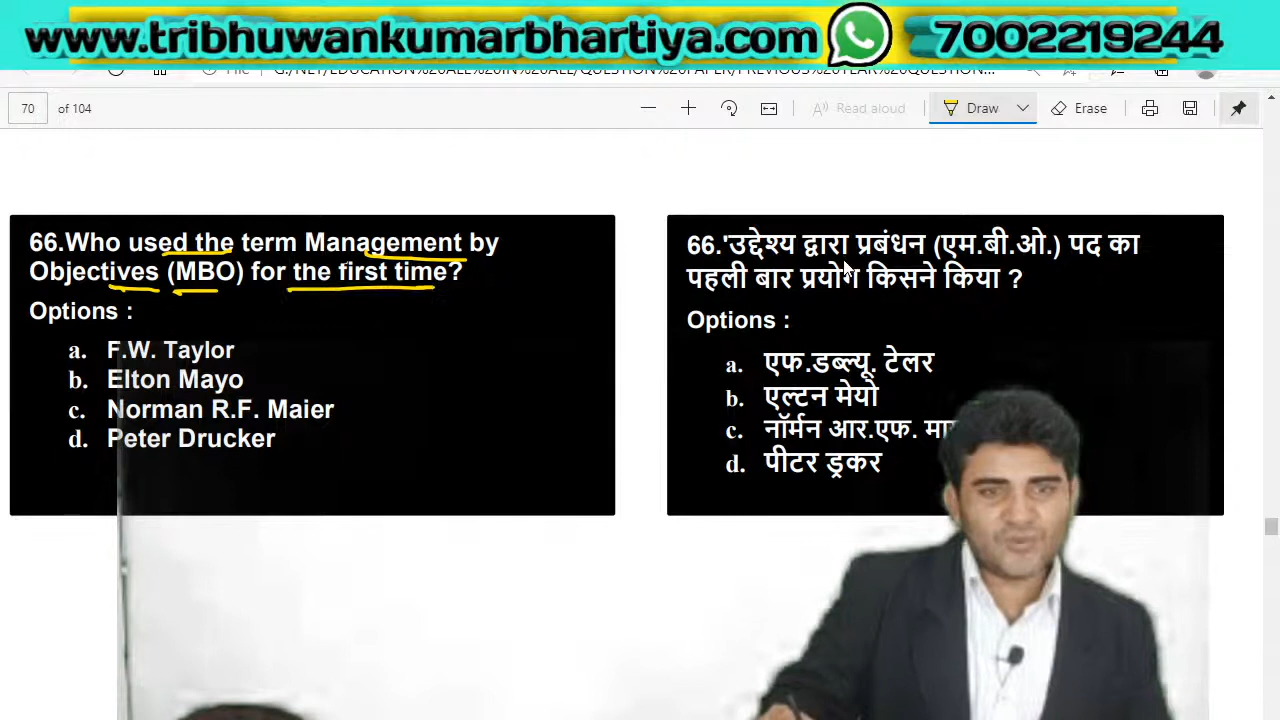 www.tribhuwankumarbhartiya.com 7002219244
70 of 104 Read aloud Draw Erase
66.Who used the term Management by
Objectives (MBO) for the first time?
Options :
a. F.W. Taylor
b. Elton Mayo
c. Norman R.F. Maier
d. Peter Drucker
66.'उद्देश्य द्वारा प्रबंधन (एम.बी.ओ.) पद का
पहली बार प्रयोग किसने किया ?
Options :
a. एफ.डब्ल्यू. टेलर
b. एल्टन मेयो
c. नॉर्मन आर.एफ.
d. पीटर ड्रकर